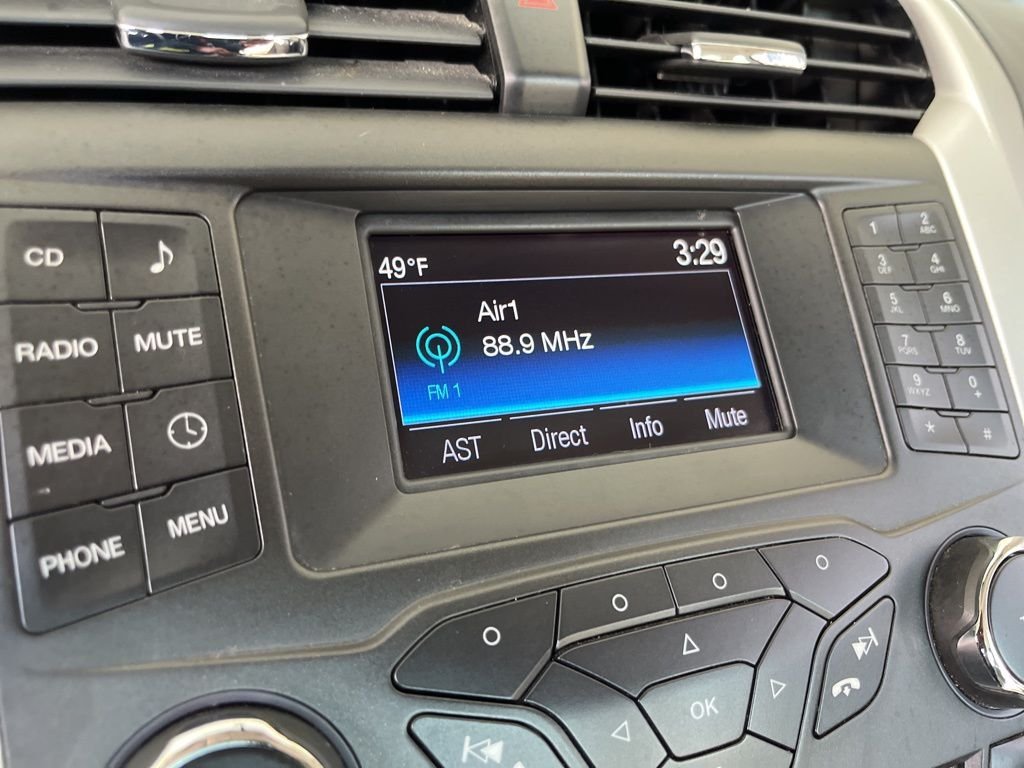 49°F
3:29
Air1
88.9 MHz
FM 1
AST Direct Info Mute
CD
RADIO MUTE
MEDIA
PHONE MENU
1 2 ABC
3 DEF 4 GHI
5 JKL 6 MNO
7 PQRS 8 TUV
9 WXYZ 0 +
* #
OK